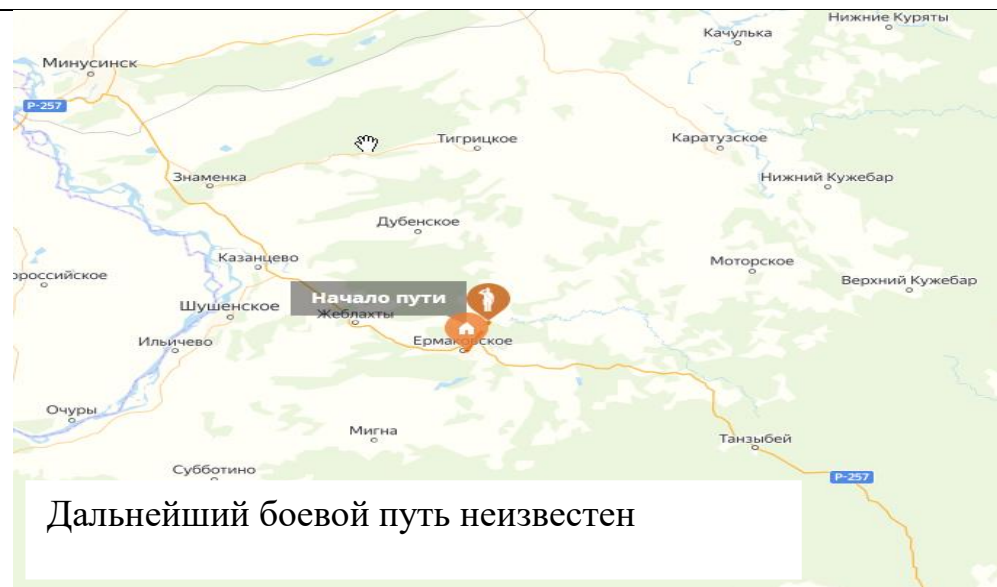 Нижние Куряты
Качулька
Минусинск
Р-257
Тигрицкое
Каратузское
Знаменка
Нижний Кужебар
Дубенское
Казанцево
Моторское
ороссийское
Верхний Кужебар
Начало пути
Шушенское
Жеблахты
Ильичево
Ермаковское
Очуры
Мигна
Танзыбей
Субботино
Р-257
Дальнейший боевой путь неизвестен